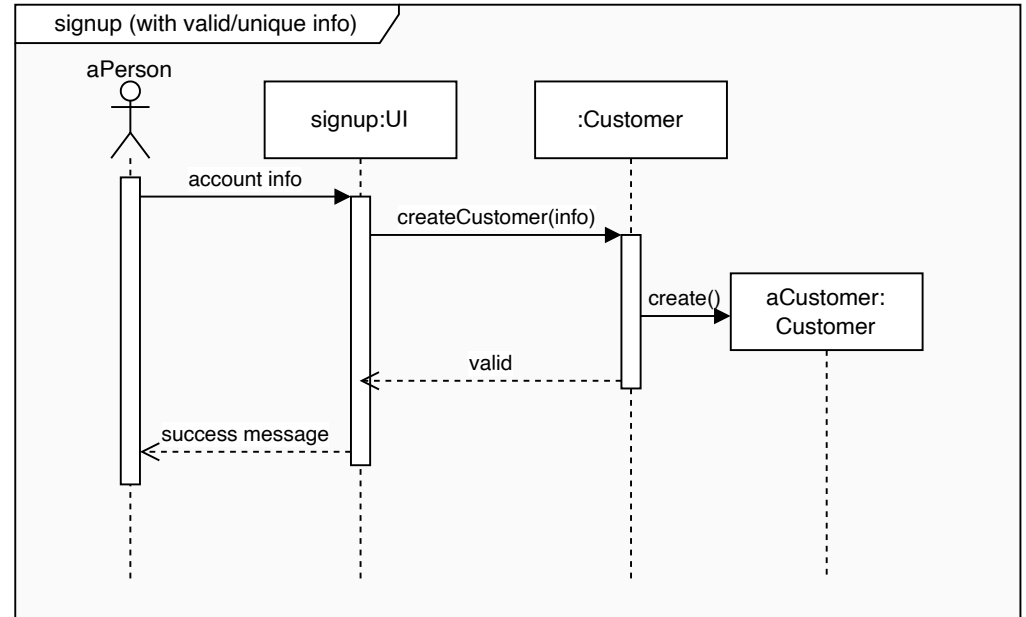 signup (with valid/unique info)
aPerson
signup:UI
:Customer
account info
createCustomer(info)
create()
aCustomer:
Customer
valid
success message